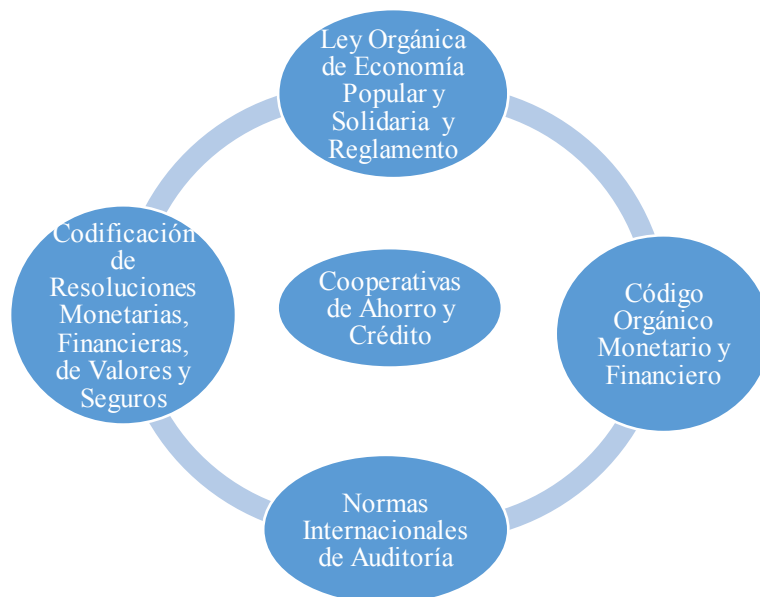 Ley Orgánica
de Economía
Popular y
Solidaria y
Reglamento
Codificación
de
Resoluciones
Monetarias,
Financieras,
de Valores y
Seguros
Cooperativas
de Ahorro y
Crédito
Código
Orgánico
Monetario y
Financiero
Normas
Internacionales
de Auditoría